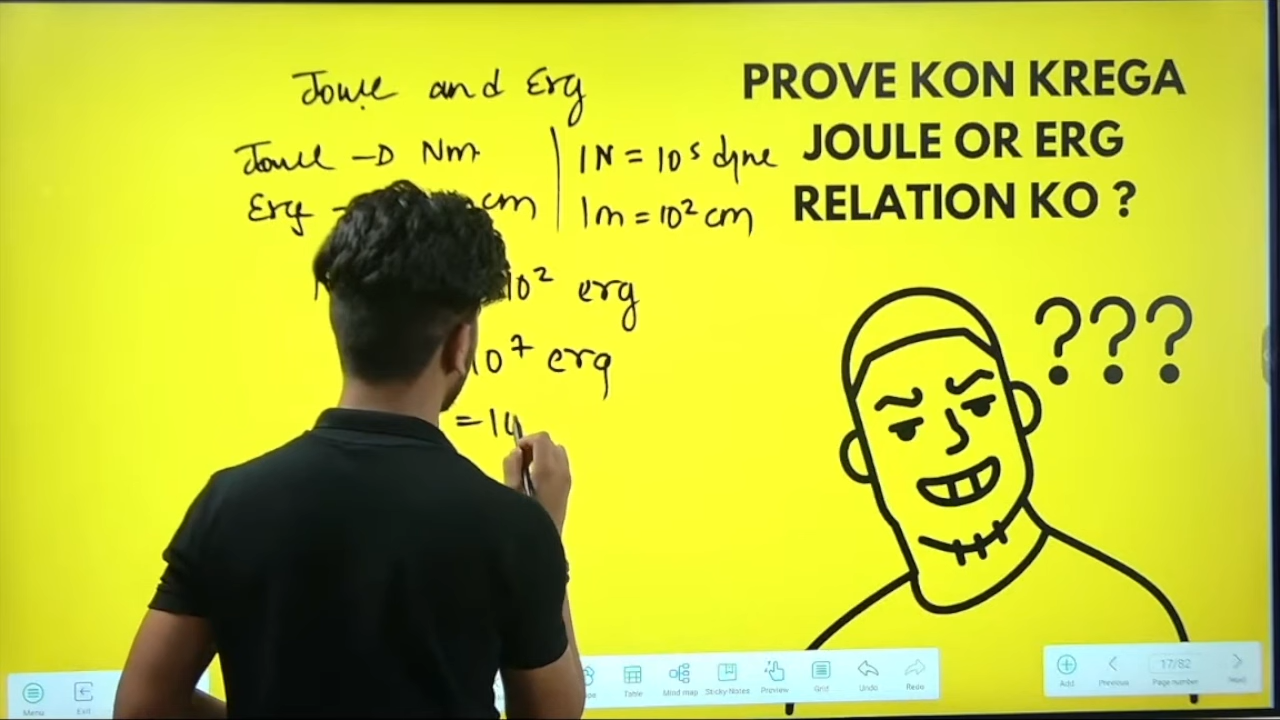 Joule and Erg
Joule → Nm
Erg → cm
1N = 10⁵ dyne
1m = 10² cm
10² erg
10⁷ erg
= 10
PROVE KON KREGA
JOULE OR ERG
RELATION KO ?
???
Menu
Exit
Table
Mind map
Sticky Notes
Preview
Grid
Undo
Redo
Add
Previous
17/82
Page number
Next